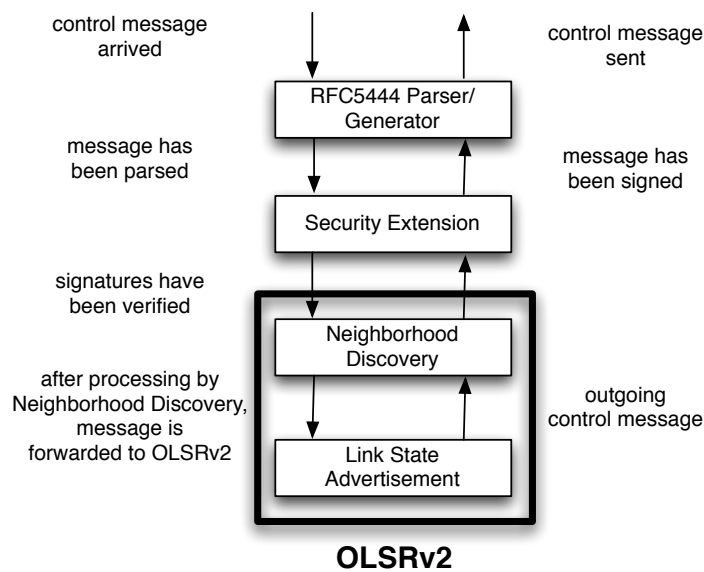 control message
arrived
control message
sent
RFC5444 Parser/
Generator
message has
been parsed
message has
been signed
Security Extension
signatures have
been verified
Neighborhood
Discovery
after processing by
Neighborhood Discovery,
message is
forwarded to OLSRv2
outgoing
control message
Link State
Advertisement
OLSRv2